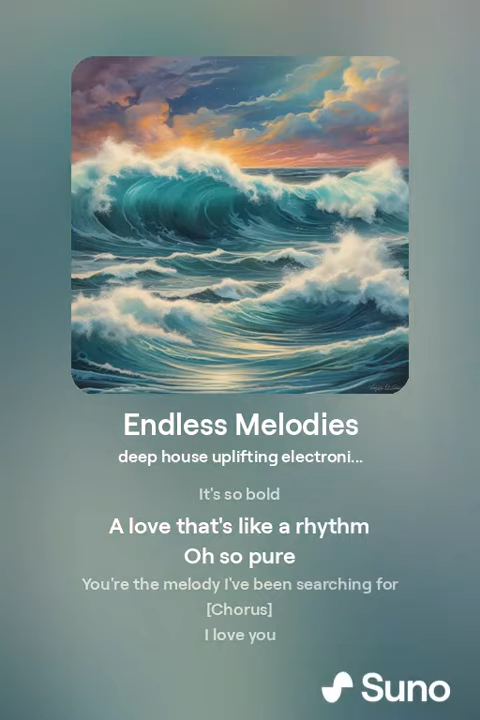 Endless Melodies
deep house uplifting electroni...
It's so bold
A love that's like a rhythm
Oh so pure
You're the melody I've been searching for
[Chorus]
I love you
Suno